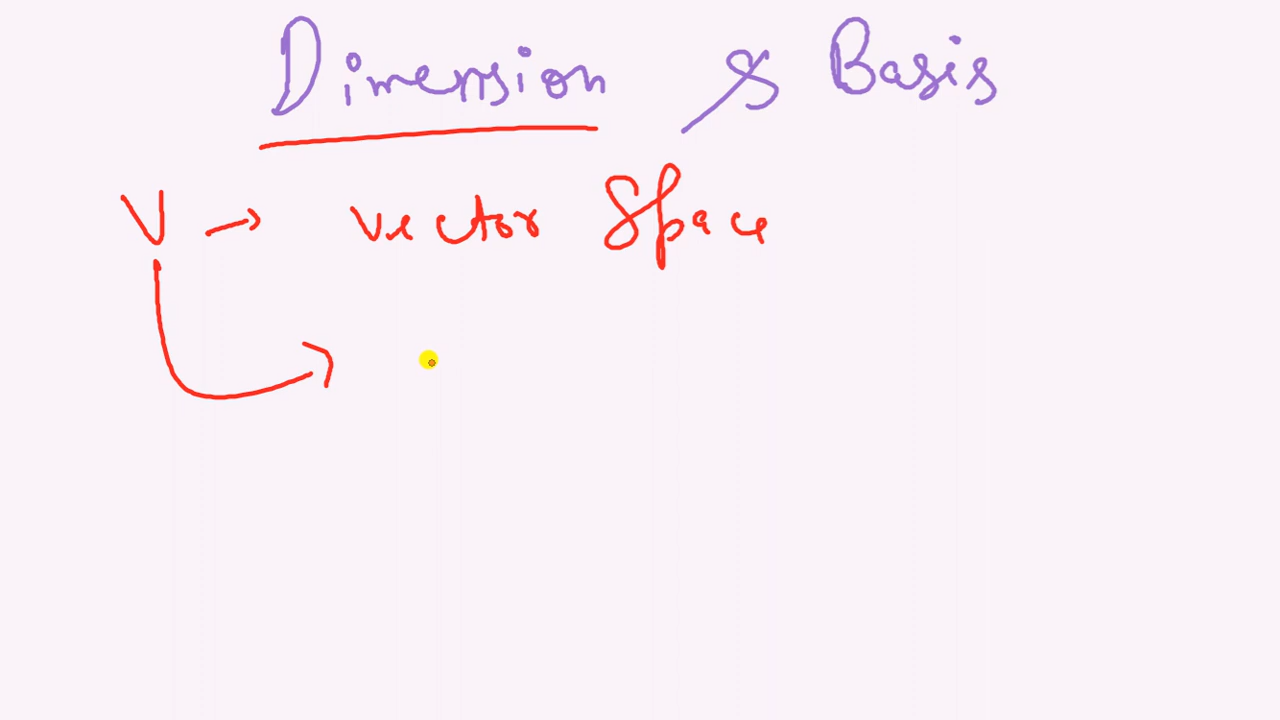 Dimension & Basis
V → Vector Space